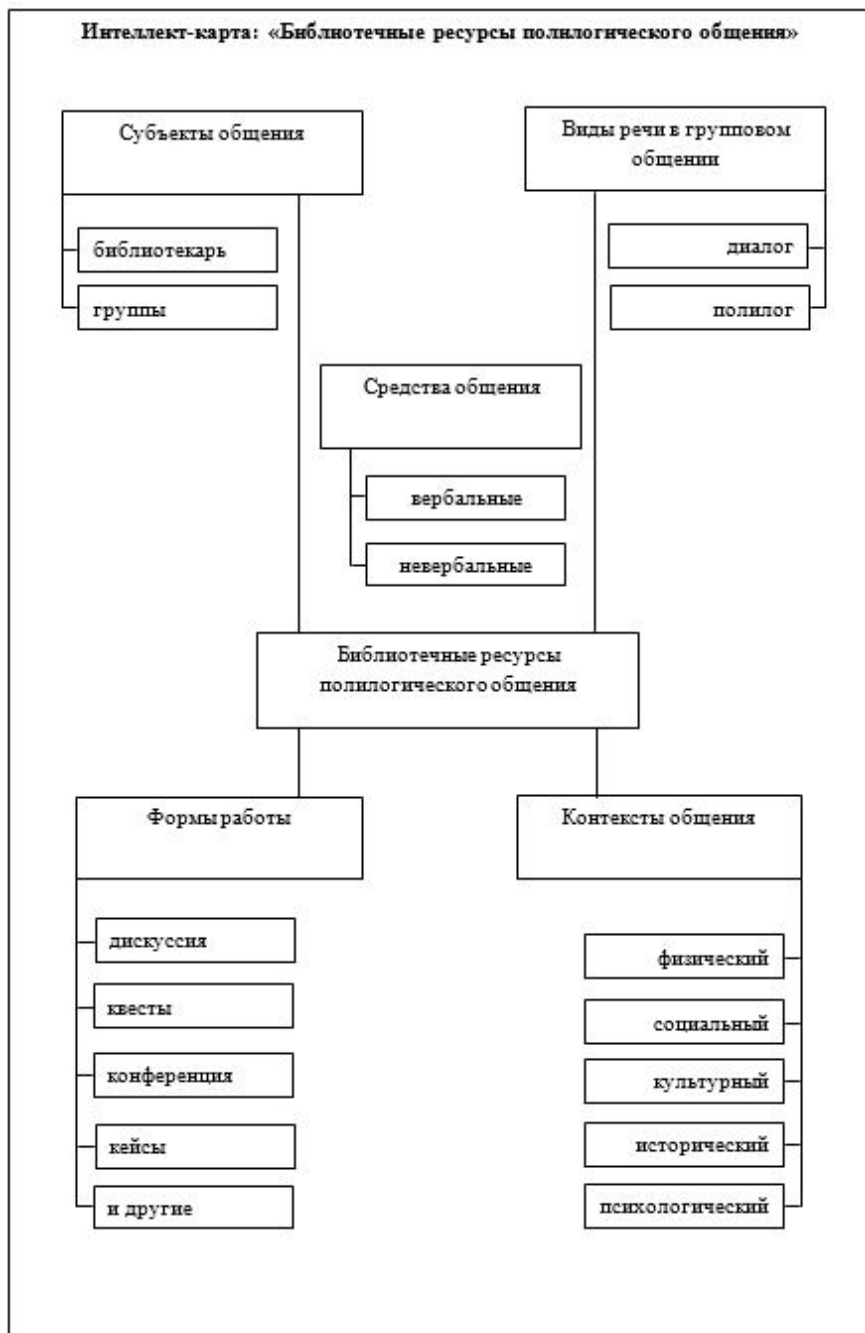 Интеллект-карта: «Библиотечные ресурсы полилогического общения»
Субъекты общения
библиотекарь
группы
Виды речи в групповом
общении
диалог
полилог
Средства общения
вербальные
невербальные
Библиотечные ресурсы
полилогического общения
Формы работы
дискуссия
квесты
конференция
кейсы
и другие
Контексты общения
физический
социальный
культурный
исторический
психологический